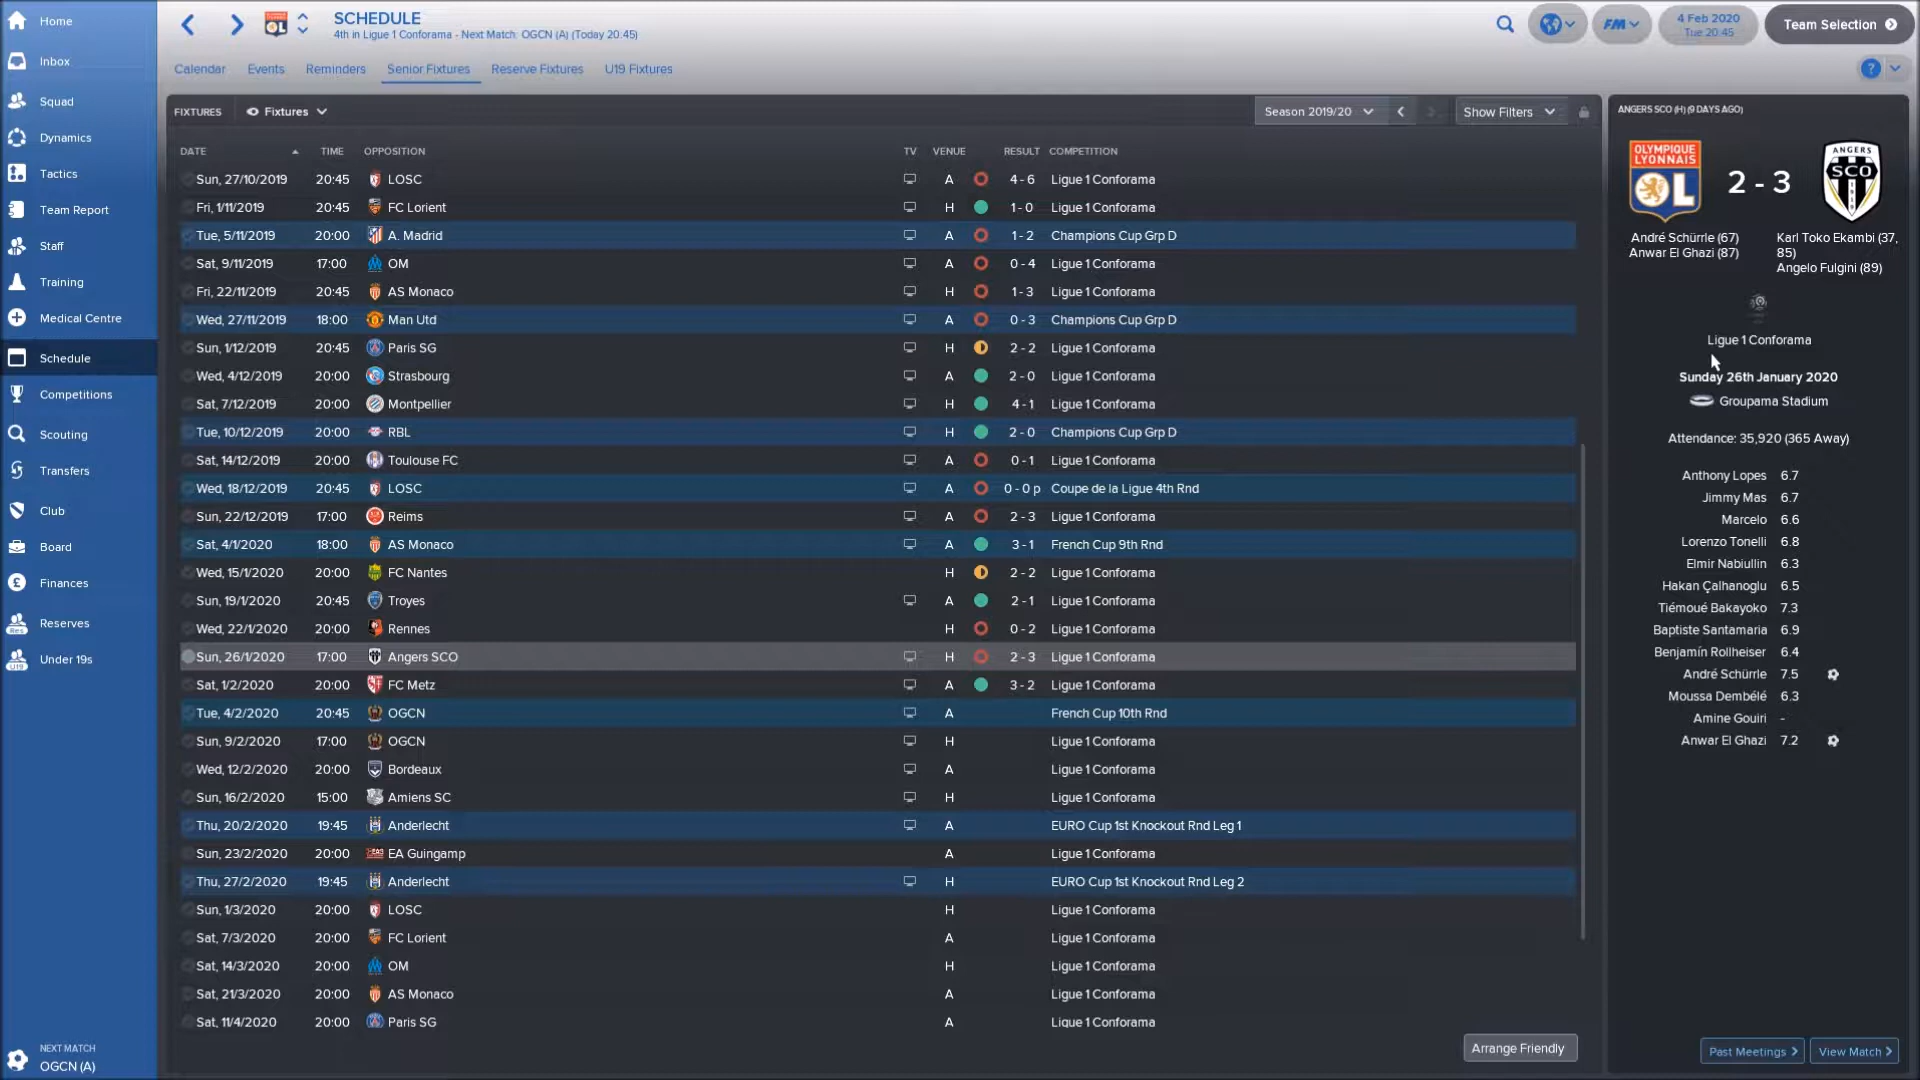 Home
Inbox
Squad
Dynamics
Tactics
Team Report
Staff
Training
Medical Centre
Schedule
Competitions
Scouting
Transfers
Club
Board
Finances
Reserves
Under 19s
NEXT MATCH
OGCN (A)
SCHEDULE
4th in Ligue 1 Conforama - Next Match: OGCN (A) (Today 20.45)
FM
4 Feb 2020
Tue 20.45
Team Selection
Calendar Events Reminders Senior Fixtures Reserve Fixtures U19 Fixtures
?
FIXTURES Fixtures Season 2019/20 Show Filters
DATE TIME OPPOSITION TV VENUE RESULT COMPETITION
Sun, 27/10/2019 20:45 LOSC A 4 - 6 Ligue 1 Conforama
Fri, 1/11/2019 20:45 FC Lorient H 1 - 0 Ligue 1 Conforama
Tue, 5/11/2019 20:00 A. Madrid A 1 - 2 Champions Cup Grp D
Sat, 9/11/2019 17:00 OM A 0 - 4 Ligue 1 Conforama
Fri, 22/11/2019 20:45 AS Monaco H 1 - 3 Ligue 1 Conforama
Wed, 27/11/2019 18:00 Man Utd A 0 - 3 Champions Cup Grp D
Sun, 1/12/2019 20:45 Paris SG H 2 - 2 Ligue 1 Conforama
Wed, 4/12/2019 20:00 Strasbourg A 2 - 0 Ligue 1 Conforama
Sat, 7/12/2019 20:00 Montpellier H 4 - 1 Ligue 1 Conforama
Tue, 10/12/2019 20:00 RBL H 2 - 0 Champions Cup Grp D
Sat, 14/12/2019 20:00 Toulouse FC A 0 - 1 Ligue 1 Conforama
Wed, 18/12/2019 20:45 LOSC A 0 - 0 p Coupe de la Ligue 4th Rnd
Sun, 22/12/2019 17:00 Reims A 2 - 3 Ligue 1 Conforama
Sat, 4/1/2020 18:00 AS Monaco A 3 - 1 French Cup 9th Rnd
Wed, 15/1/2020 20:00 FC Nantes H 2 - 2 Ligue 1 Conforama
Sun, 19/1/2020 20:45 Troyes A 2 - 1 Ligue 1 Conforama
Wed, 22/1/2020 20:00 Rennes H 0 - 2 Ligue 1 Conforama
Sun, 26/1/2020 17:00 Angers SCO H 2 - 3 Ligue 1 Conforama
Sat, 1/2/2020 20:00 FC Metz A 3 - 2 Ligue 1 Conforama
Tue, 4/2/2020 20:45 OGCN A French Cup 10th Rnd
Sun, 9/2/2020 17:00 OGCN H Ligue 1 Conforama
Wed, 12/2/2020 20:00 Bordeaux A Ligue 1 Conforama
Sun, 16/2/2020 15:00 Amiens SC H Ligue 1 Conforama
Thu, 20/2/2020 19:45 Anderlecht A EURO Cup 1st Knockout Rnd Leg 1
Sun, 23/2/2020 20:00 EA Guingamp A Ligue 1 Conforama
Thu, 27/2/2020 19:45 Anderlecht H EURO Cup 1st Knockout Rnd Leg 2
Sun, 1/3/2020 20:00 LOSC H Ligue 1 Conforama
Sat, 7/3/2020 20:00 FC Lorient A Ligue 1 Conforama
Sat, 14/3/2020 20:00 OM H Ligue 1 Conforama
Sat, 21/3/2020 20:00 AS Monaco A Ligue 1 Conforama
Sat, 11/4/2020 20:00 Paris SG A Ligue 1 Conforama
Arrange Friendly
ANGERS SCO (H) (9 DAYS AGO)
OLYMPIQUE
LYONNAIS
OL
2 - 3
ANGERS
SCO
André Schürrle (67)
Anwar El Ghazi (87)
Karl Toko Ekambi (37,
85)
Angelo Fulgini (89)
Ligue 1 Conforama
Sunday 26th January 2020
Groupama Stadium
Attendance: 35,920 (365 Away)
Anthony Lopes 6.7
Jimmy Mas 6.7
Marcelo 6.6
Lorenzo Tonelli 6.8
Elmir Nabiullin 6.3
Hakan Çalhanoglu 6.5
Tiémoué Bakayoko 7.3
Baptiste Santamaria 6.9
Benjamín Rollheiser 6.4
André Schürrle 7.5
Moussa Dembélé 6.3
Amine Gouiri -
Anwar El Ghazi 7.2
Past Meetings View Match